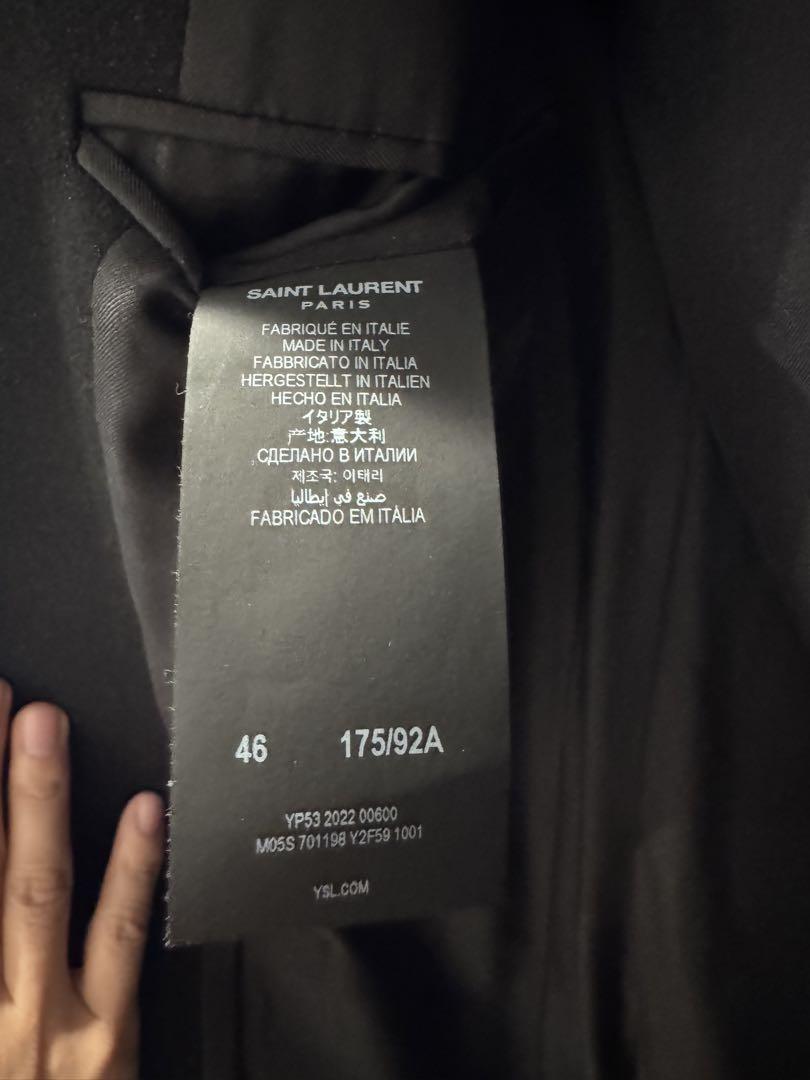 SAINT LAURENT
PARIS
FABRIQUÉ EN ITALIE
MADE IN ITALY
FABBRICATO IN ITALIA
HERGESTELLT IN ITALIEN
HECHO EN ITALIA
イタリア製
产地:意大利
СДЕЛАНО В ИТАЛИИ
제조국: 이태리
صنع في إيطاليا
FABRICADO EM ITÁLIA
46 175/92A
YP53 2022 00600
M05S 701198 Y2F59 1001
YSL.COM